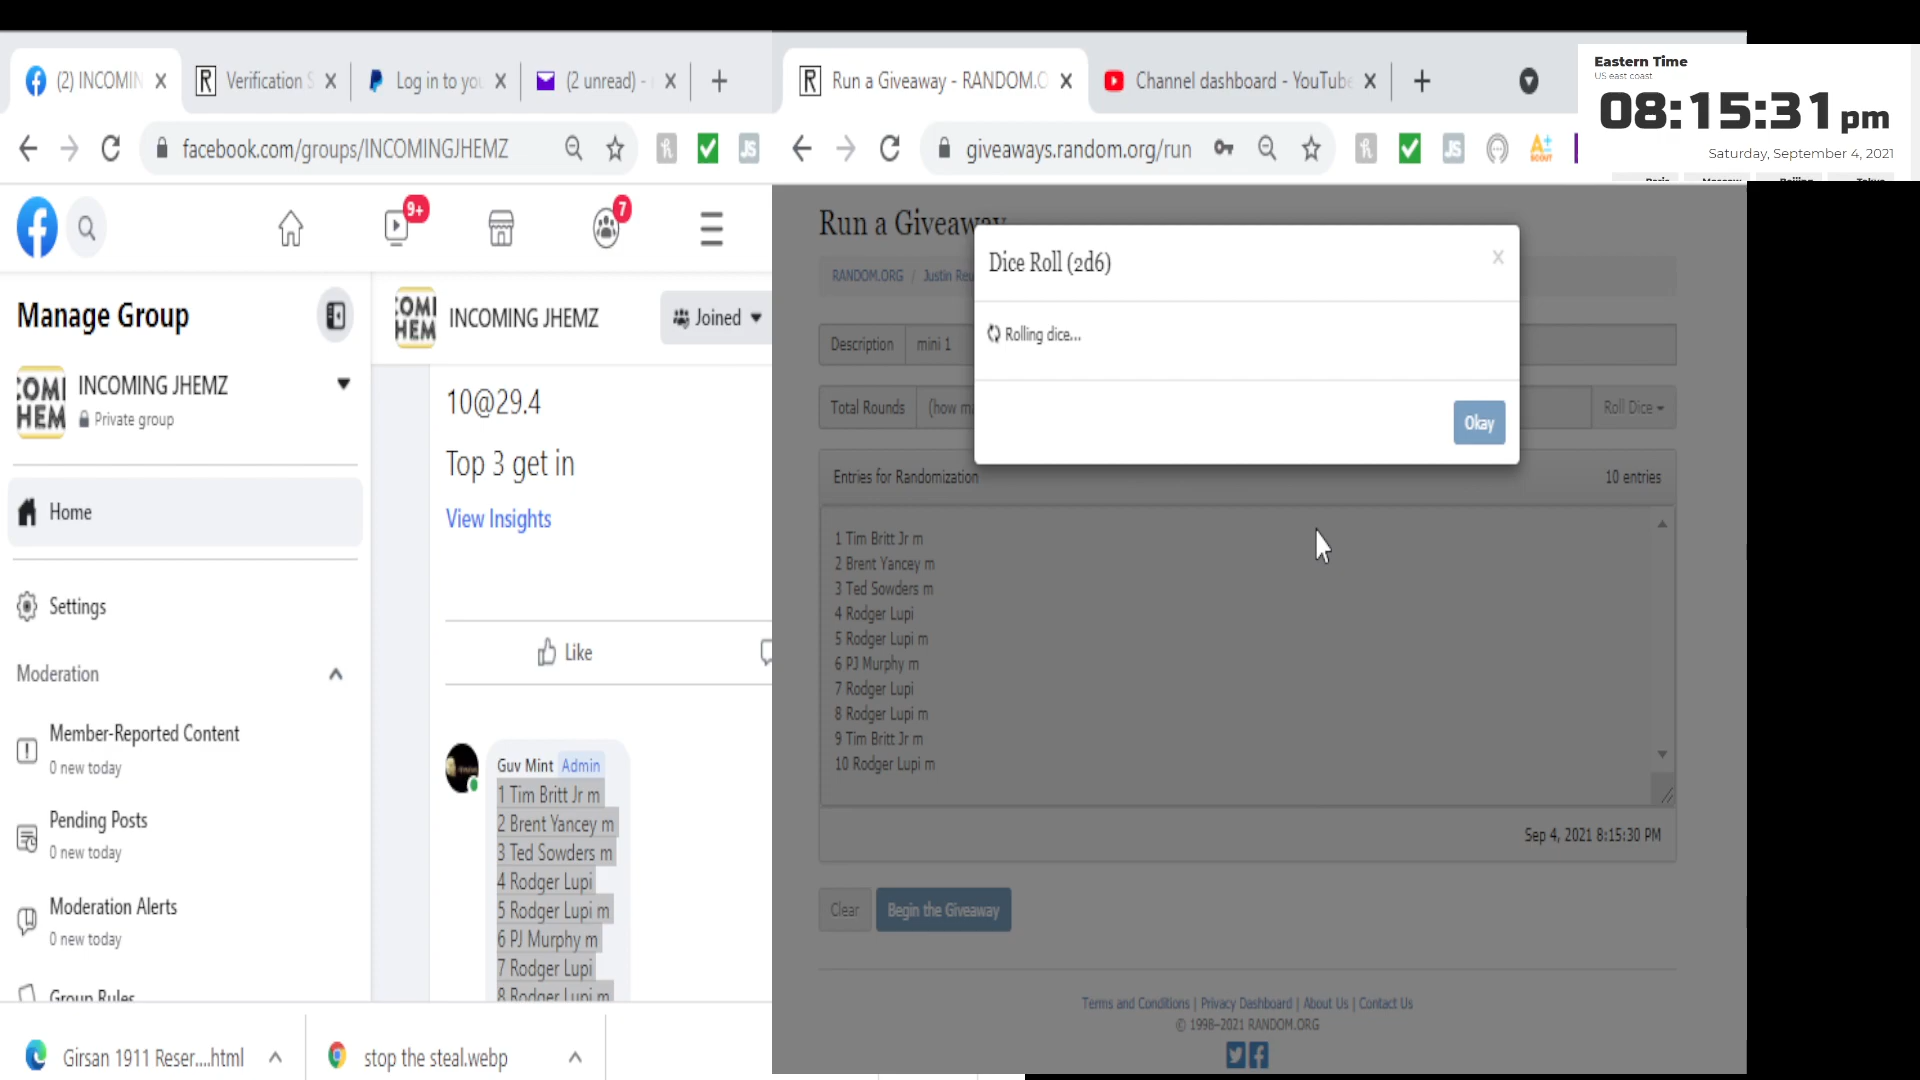 (2) INCOMIN
Verification S
Log in to you
(2 unread) -
Run a Giveaway - RANDOM.O
Channel dashboard - YouTube
Eastern Time
US east coast
08:15:31 pm
Saturday, September 4, 2021
facebook.com/groups/INCOMINGJHEMZ
giveaways.random.org/run
9+
7
Manage Group
INCOMING JHEMZ
Private group
Home
Settings
Moderation
Member-Reported Content
0 new today
Pending Posts
0 new today
Moderation Alerts
0 new today
Group Rules
INCOMING JHEMZ
Joined
10@29.4
Top 3 get in
View Insights
Like
Guv Mint Admin
1 Tim Britt Jr m
2 Brent Yancey m
3 Ted Sowders m
4 Rodger Lupi
5 Rodger Lupi m
6 PJ Murphy m
7 Rodger Lupi
8 Rodger Lupi m
Run a Giveaway
RANDOM.ORG / Justin Reu
Description mini 1
Total Rounds (how ma
Roll Dice
Dice Roll (2d6)
x
Rolling dice...
Okay
Entries for Randomization
10 entries
1 Tim Britt Jr m
2 Brent Yancey m
3 Ted Sowders m
4 Rodger Lupi
5 Rodger Lupi m
6 PJ Murphy m
7 Rodger Lupi
8 Rodger Lupi m
9 Tim Britt Jr m
10 Rodger Lupi m
Sep 4, 2021 8:15:30 PM
Clear
Begin the Giveaway
Terms and Conditions | Privacy Dashboard | About Us | Contact Us
© 1998–2021 RANDOM.ORG
Girsan 1911 Reser....html
stop the steal.webp